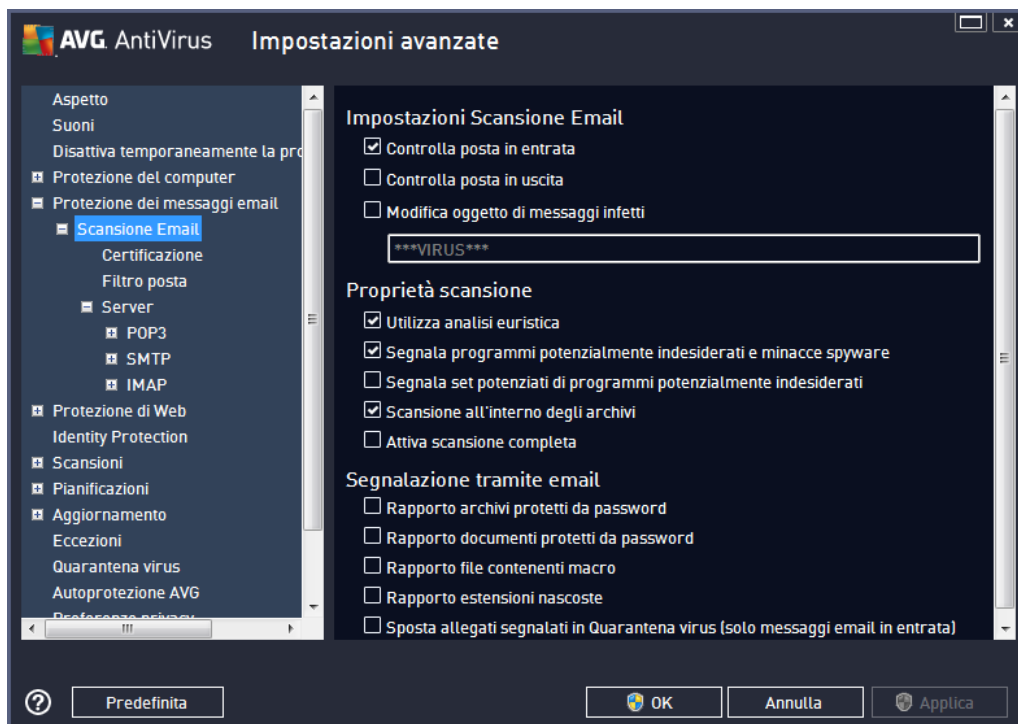 AVG AntiVirus Impostazioni avanzate
Aspetto
Suoni
Disattiva temporaneamente la pro
Protezione del computer
Protezione dei messaggi email
Scansione Email
Certificazione
Filtro posta
Server
POP3
SMTP
IMAP
Protezione di Web
Identity Protection
Scansioni
Pianificazioni
Aggiornamento
Eccezioni
Quarantena virus
Autoprotezione AVG
Preferenze privacy
Impostazioni Scansione Email
Controlla posta in entrata
Controlla posta in uscita
Modifica oggetto di messaggi infetti
***VIRUS***
Proprietà scansione
Utilizza analisi euristica
Segnala programmi potenzialmente indesiderati e minacce spyware
Segnala set potenziati di programmi potenzialmente indesiderati
Scansione all'interno degli archivi
Attiva scansione completa
Segnalazione tramite email
Rapporto archivi protetti da password
Rapporto documenti protetti da password
Rapporto file contenenti macro
Rapporto estensioni nascoste
Sposta allegati segnalati in Quarantena virus (solo messaggi email in entrata)
? Predefinita OK Annulla Applica